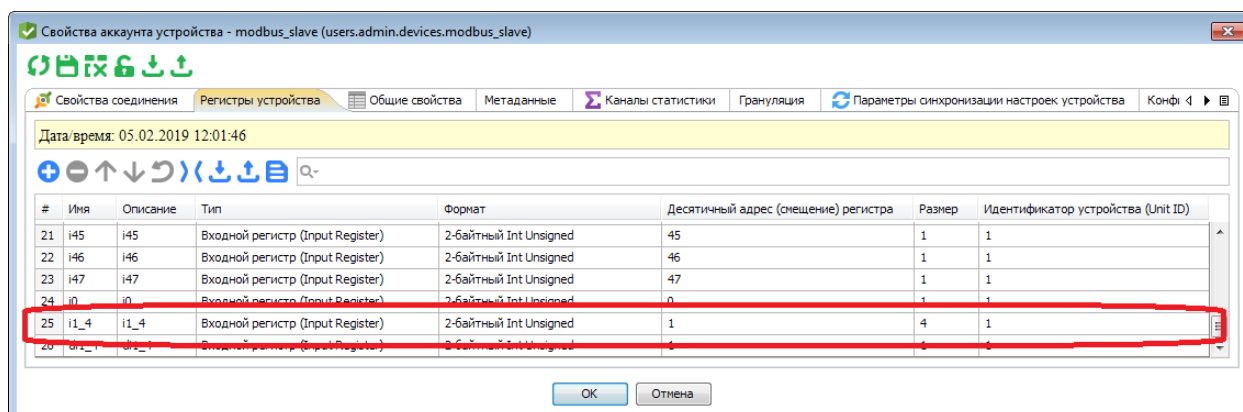 Свойства аккаунта устройства - modbus_slave (users.admin.devices.modbus_slave)
Свойства соединения Регистры устройства Общие свойства Метаданные Каналы статистики Грануляция Параметры синхронизации настроек устройства
Дата/время: 05.02.2019 12:01:46
# Имя Описание Тип Формат Десятичный адрес (смещение) регистра Размер Идентификатор устройства (Unit ID)
21 i45 i45 Входной регистр (Input Register) 2-байтный Int Unsigned 45 1 1
22 i46 i46 Входной регистр (Input Register) 2-байтный Int Unsigned 46 1 1
23 i47 i47 Входной регистр (Input Register) 2-байтный Int Unsigned 47 1 1
24 i0 i0 Входной регистр (Input Register) 2-байтный Int Unsigned 0 1 1
25 i1_4 i1_4 Входной регистр (Input Register) 2-байтный Int Unsigned 1 4 1
OK Отмена